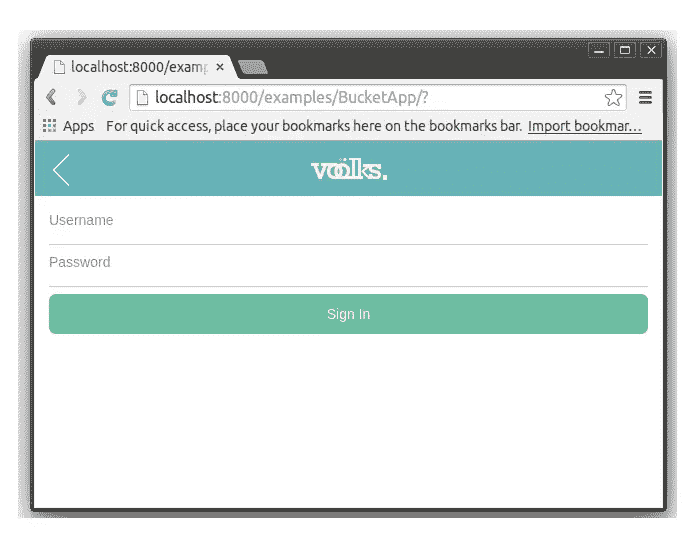 localhost:8000/examp
localhost:8000/examples/BucketApp/?
Apps For quick access, place your bookmarks here on the bookmarks bar. Import bookmar...
voölks.
Username
Password
Sign In